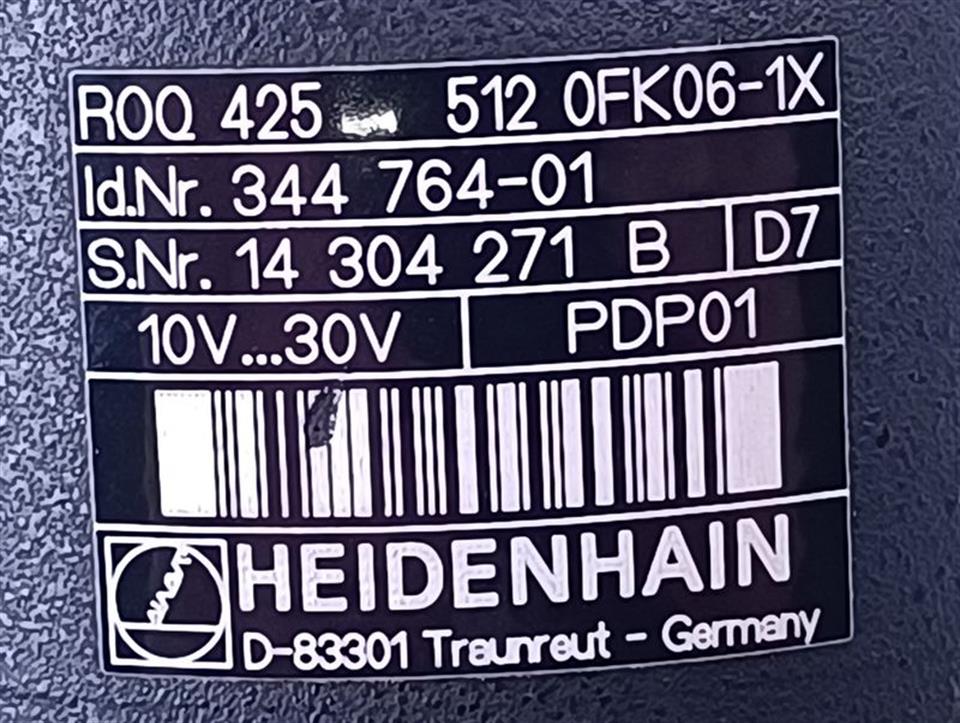 ROQ 425 512 0FK06-1X
Id.Nr. 344 764-01
S.Nr. 14 304 271 B D7
10V...30V PDP01
HEIDENHAIN
D-83301 Traunreut - Germany